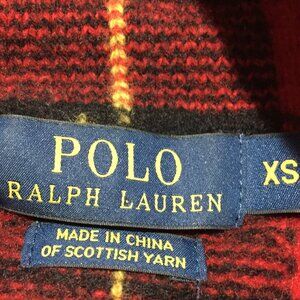 POLO
RALPH LAUREN
XS
MADE IN CHINA
OF SCOTTISH YARN